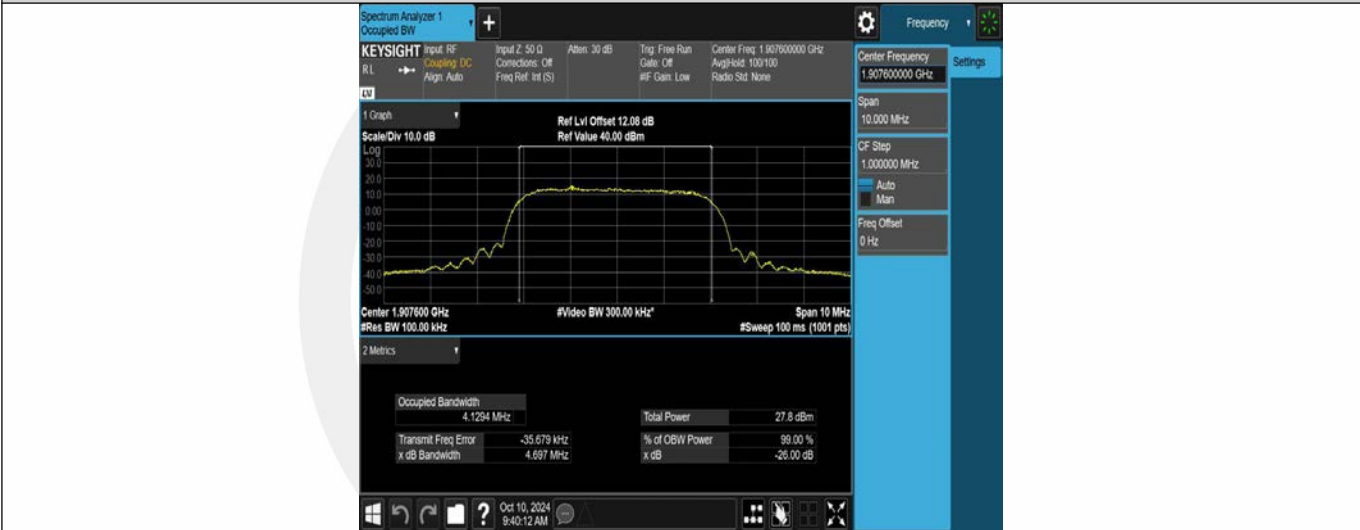 Spectrum Analyzer 1
Occupied BW
+
Frequency
KEYSIGHT
RL
Input: RF
Coupling: DC
Align: Auto
Input Z: 50 Ω
Corrections: Off
Freq Ref: Int (S)
Atten: 30 dB
Trig: Free Run
Gate: Off
#IF Gain: Low
Center Freq: 1.907600000 GHz
Avg|Hold: 100/100
Radio Std: None
Center Frequency
1.907600000 GHz
Settings
Span
10.000 MHz
CF Step
1.000000 MHz
Auto
Man
Freq Offset
0 Hz
1 Graph
Scale/Div 10.0 dB
Ref Lvl Offset 12.08 dB
Ref Value 40.00 dBm
Log
30.0
20.0
10.0
0.00
-10.0
-20.0
-30.0
-40.0
-50.0
Center 1.907600 GHz
#Res BW 100.00 kHz
#Video BW 300.00 kHz*
Span 10 MHz
#Sweep 100 ms (1001 pts)
2 Metrics
Occupied Bandwidth
4.1294 MHz
Total Power 27.8 dBm
Transmit Freq Error -35.679 kHz
% of OBW Power 99.00 %
x dB Bandwidth 4.697 MHz
x dB -26.00 dB
?
Oct 10, 2024
9:40:12 AM